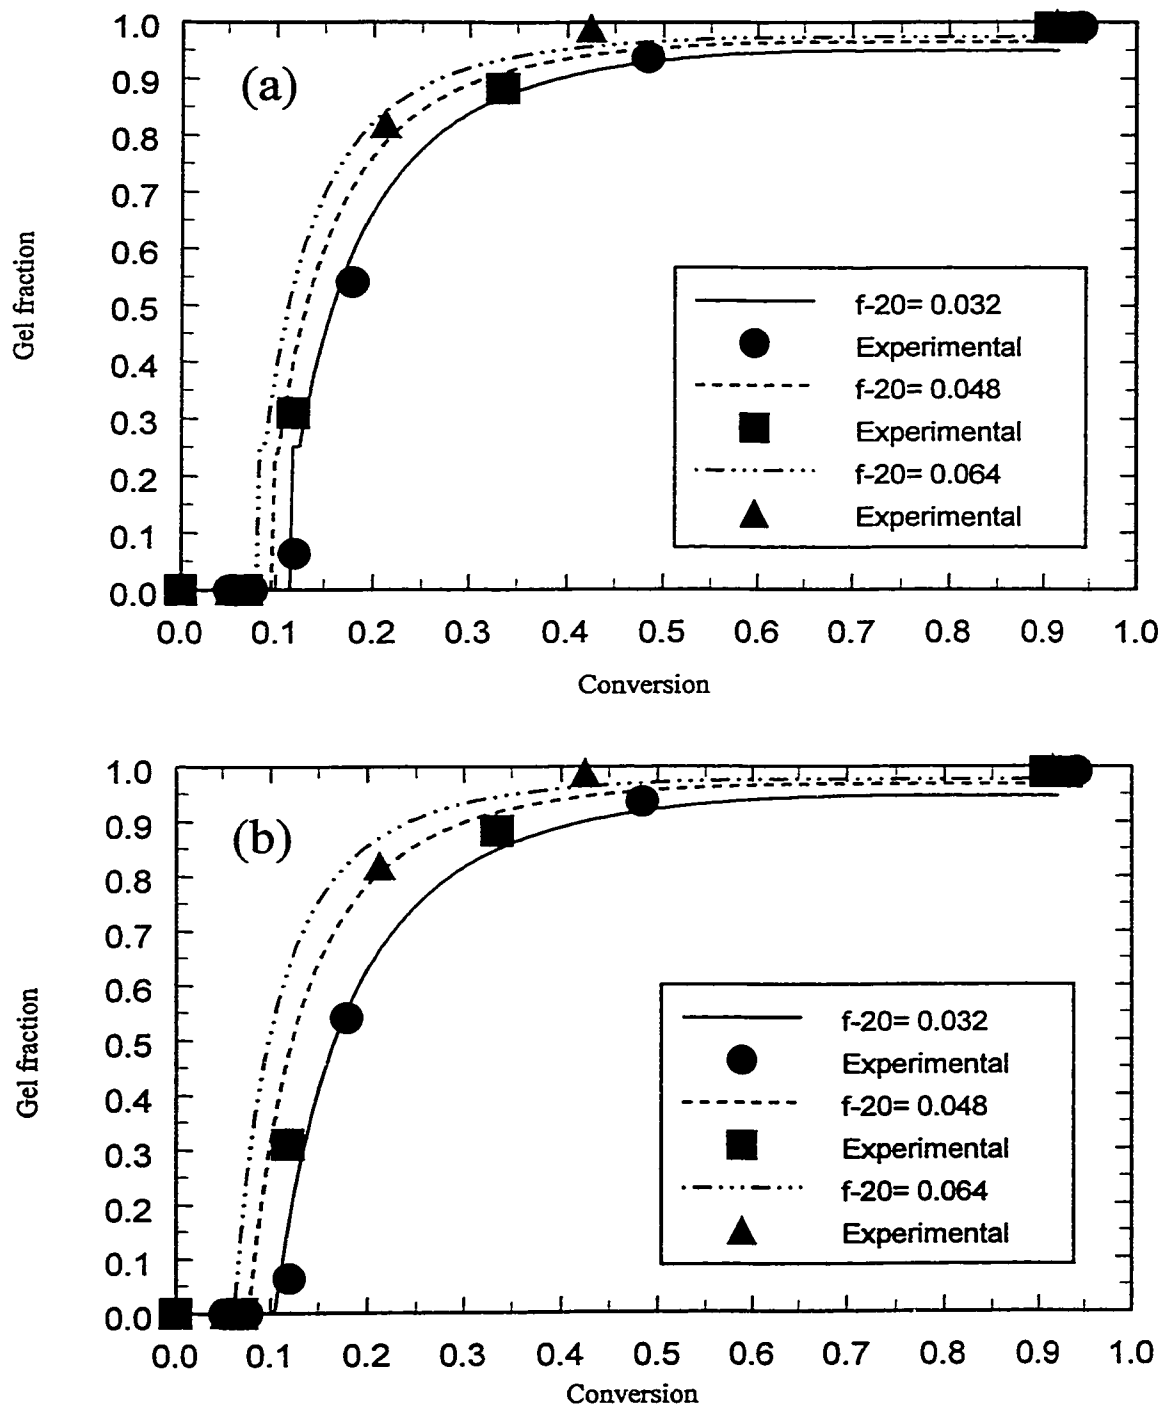 1.0
0.9
0.8
0.7
0.6
0.5
0.4
0.3
0.2
0.1
0.0
(a)
Gel fraction
f-20= 0.032
Experimental
f-20= 0.048
Experimental
f-20= 0.064
Experimental
0.0 0.1 0.2 0.3 0.4 0.5 0.6 0.7 0.8 0.9 1.0
Conversion
1.0
0.9
0.8
0.7
0.6
0.5
0.4
0.3
0.2
0.1
0.0
(b)
Gel fraction
f-20= 0.032
Experimental
f-20= 0.048
Experimental
f-20= 0.064
Experimental
0.0 0.1 0.2 0.3 0.4 0.5 0.6 0.7 0.8 0.9 1.0
Conversion